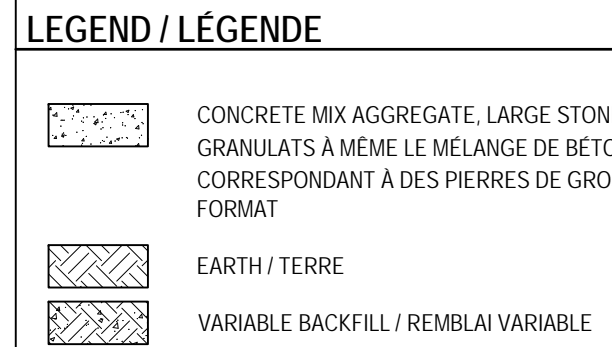 LEGEND / LÉGENDE
CONCRETE MIX AGGREGATE, LARGE
GRANULATS À MÊME LE MÉLANGE DE
CORRESPONDANT À DES PIERRES DE
FORMAT
EARTH / TERRE
VARIABLE BACKFILL / REMBLAI VARIABLE